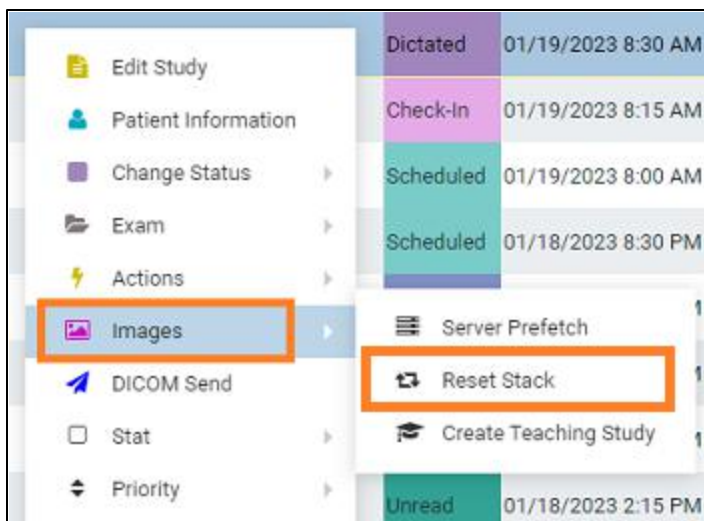 Dictated 01/19/2023 8:30 AM
Edit Study
Patient Information
Check-In 01/19/2023 8:15 AM
Change Status
Scheduled 01/19/2023 8:00 AM
Exam
Scheduled 01/18/2023 8:30 PM
Actions
Images
Server Prefetch
DICOM Send
Reset Stack
Stat
Create Teaching Study
Priority
Unread 01/18/2023 2:15 PM